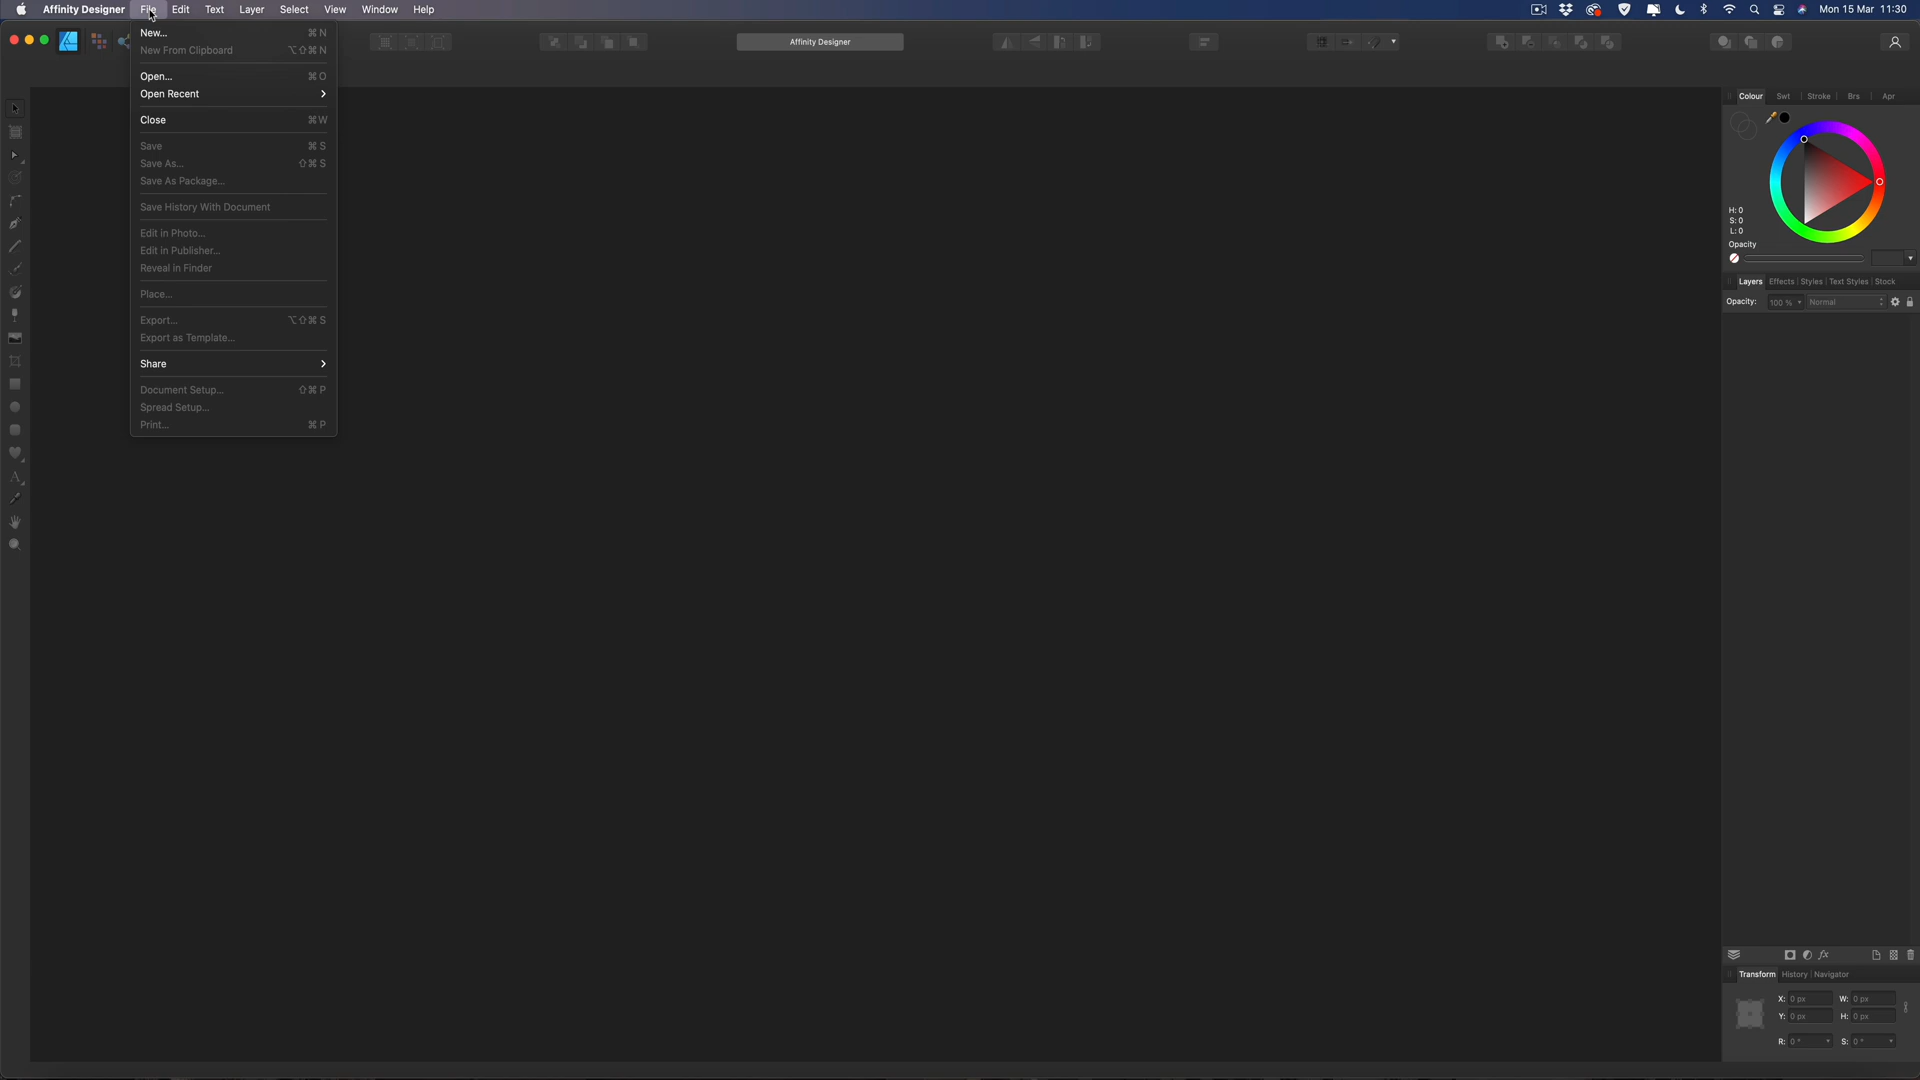 Affinity Designer File Edit Text Layer Select View Window Help Mon 15 Mar 11:30
Affinity Designer
New... ⌘ N
New From Clipboard ⌥⇧⌘ N
Open... ⌘ O
Open Recent
Close ⌘ W
Save ⌘ S
Save As... ⇧⌘ S
Save As Package...
Save History With Document
Edit in Photo...
Edit in Publisher...
Reveal in Finder
Place...
Export... ⌥⇧⌘ S
Export as Template...
Share
Document Setup... ⇧⌘ P
Spread Setup...
Print... ⌘ P
Colour Swt Stroke Brs Apr
H: 0
S: 0
L: 0
Opacity
Layers Effects Styles Text Styles Stock
Opacity: 100 % Normal
Transform History Navigator
X: 0 px W: 0 px
Y: 0 px H: 0 px
R: 0 ° S: 0 °